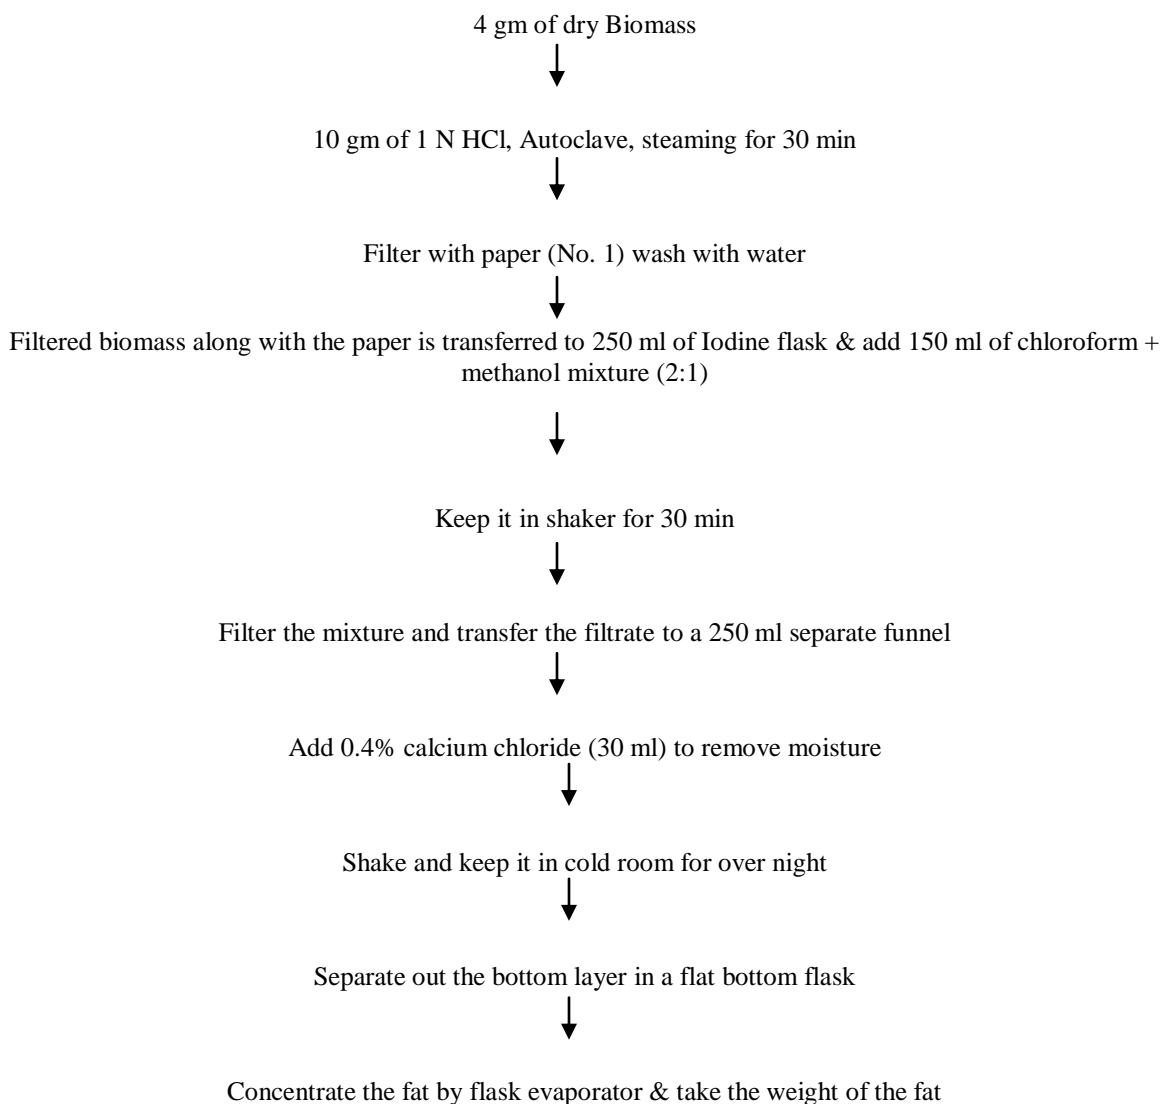 4 gm of dry Biomass
10 gm of 1 N HCl, Autoclave, steaming for 30 min
Filter with paper (No. 1) wash with water
Filtered biomass along with the paper is transferred to 250 ml of Iodine flask & add 150 ml of chloroform +
methanol mixture (2:1)
Keep it in shaker for 30 min
Filter the mixture and transfer the filtrate to a 250 ml separate funnel
Add 0.4% calcium chloride (30 ml) to remove moisture
Shake and keep it in cold room for over night
Separate out the bottom layer in a flat bottom flask
Concentrate the fat by flask evaporator & take the weight of the fat